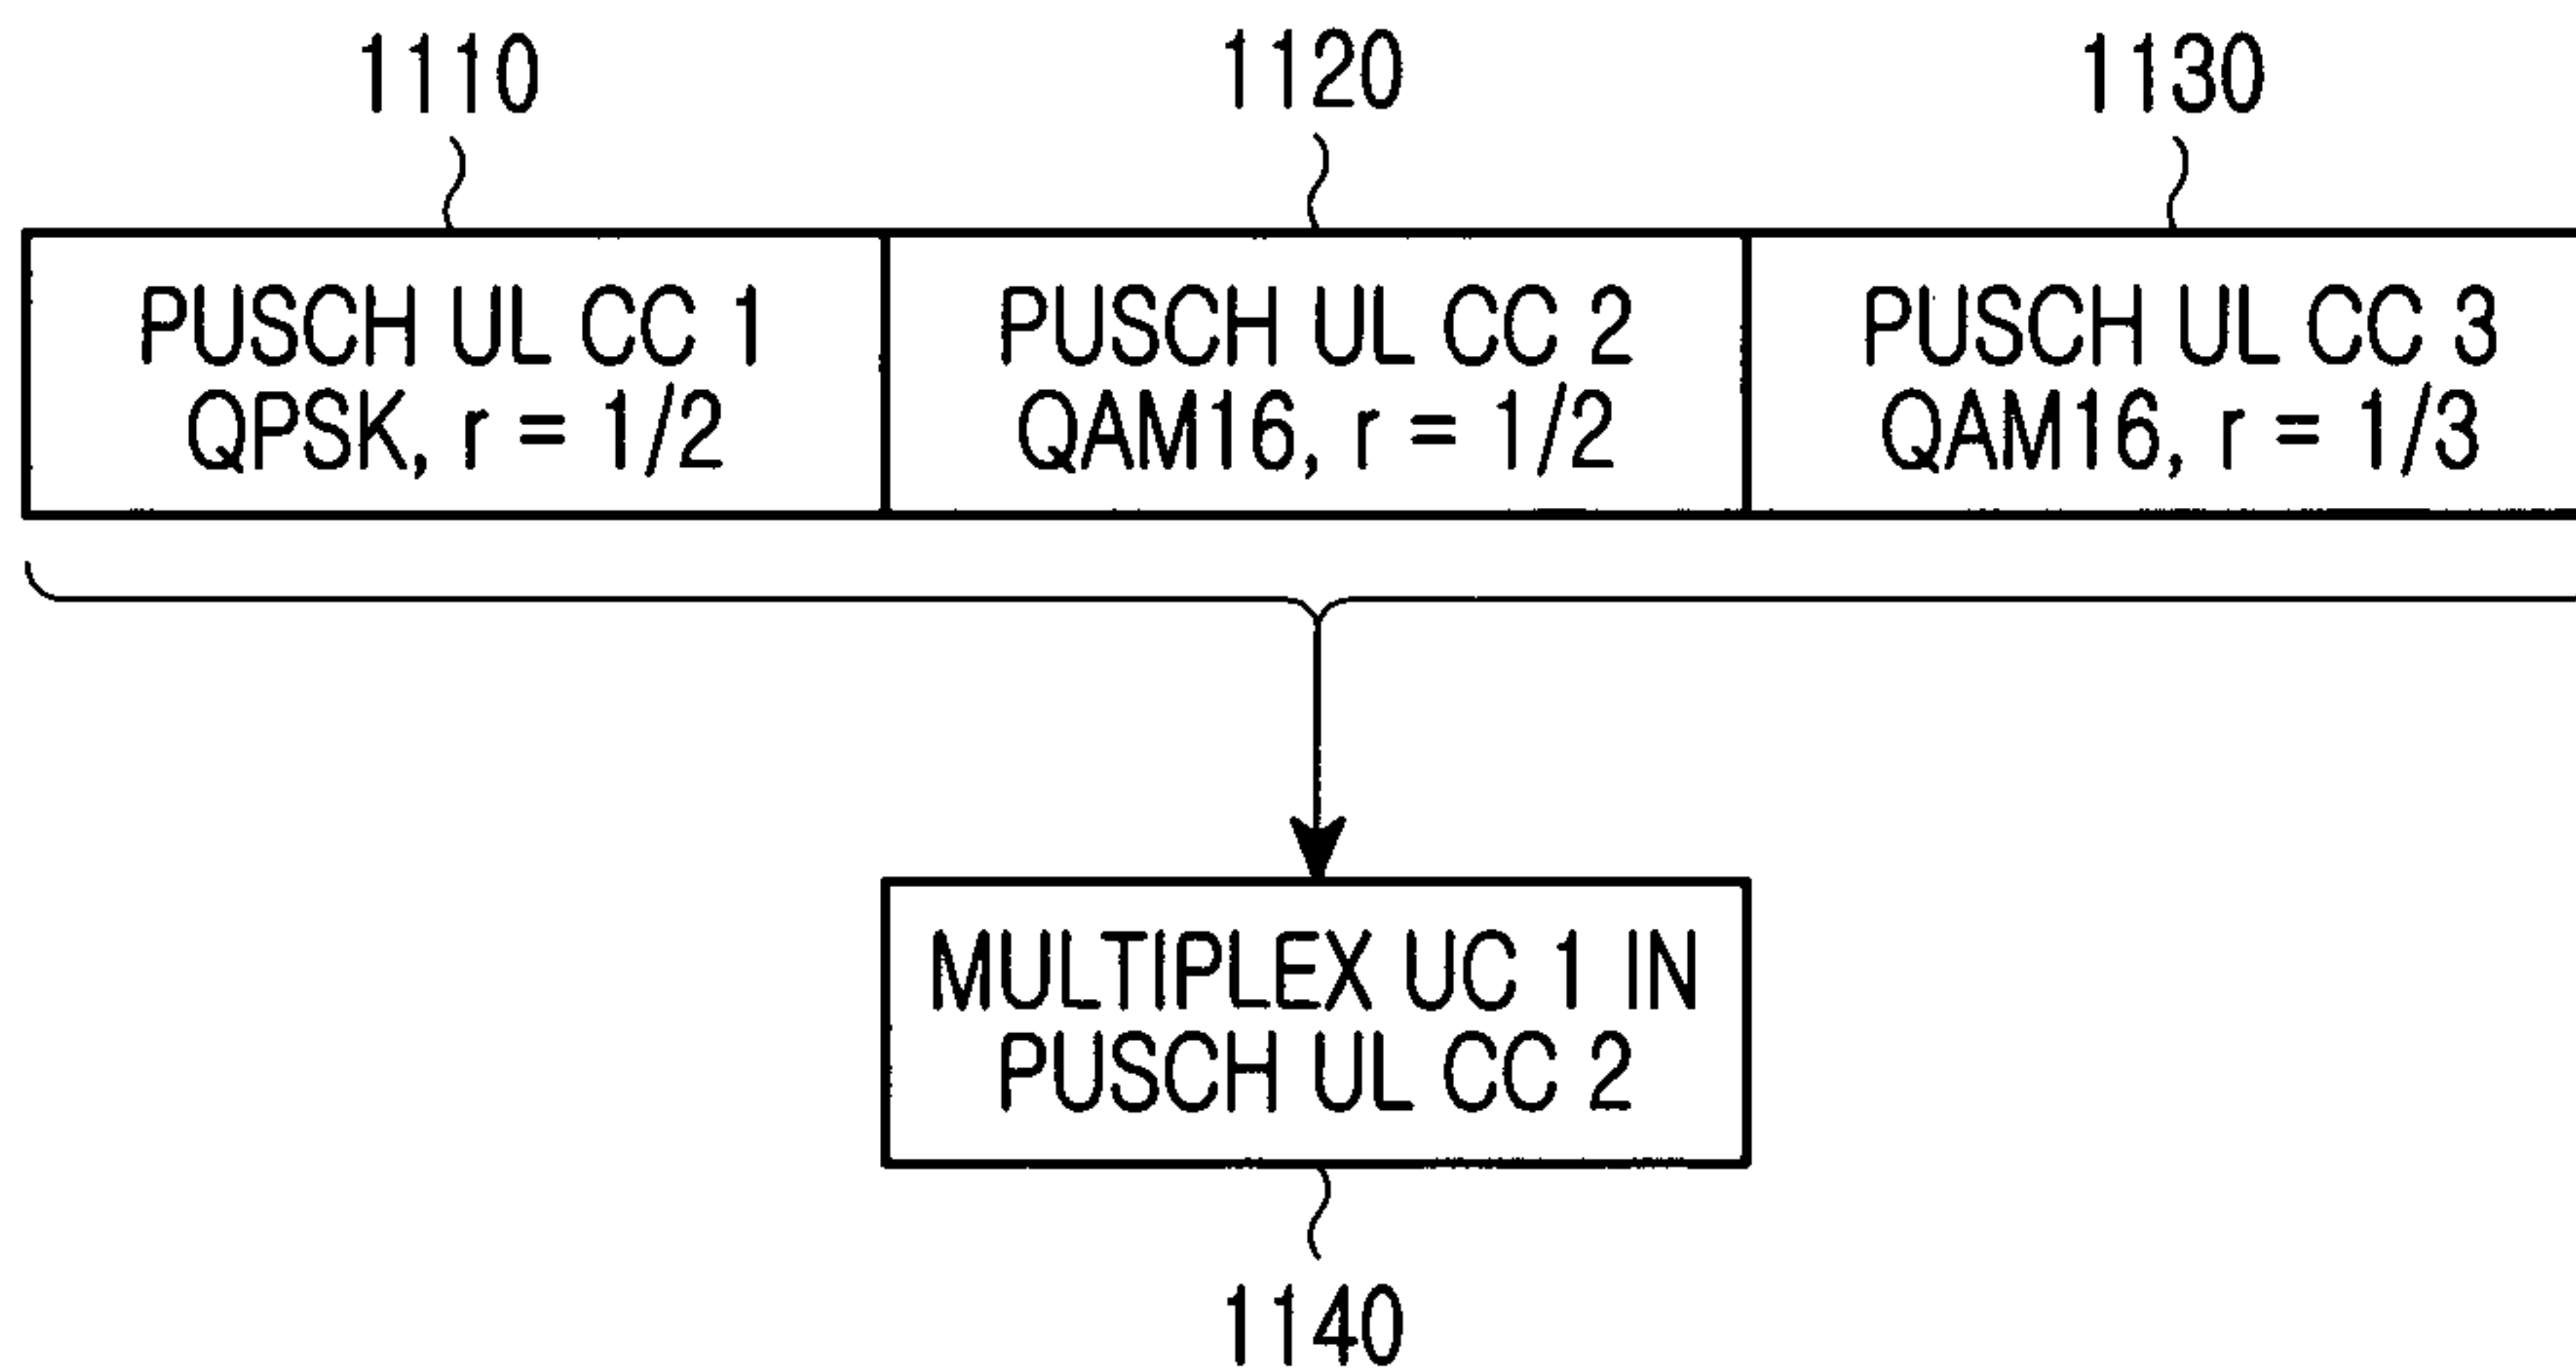 1110
1120
1130
PUSCH UL CC 1
QPSK, r = 1/2
PUSCH UL CC 2
QAM16, r = 1/2
PUSCH UL CC 3
QAM16, r = 1/3
MULTIPLEX UC 1 IN
PUSCH UL CC 2
1140